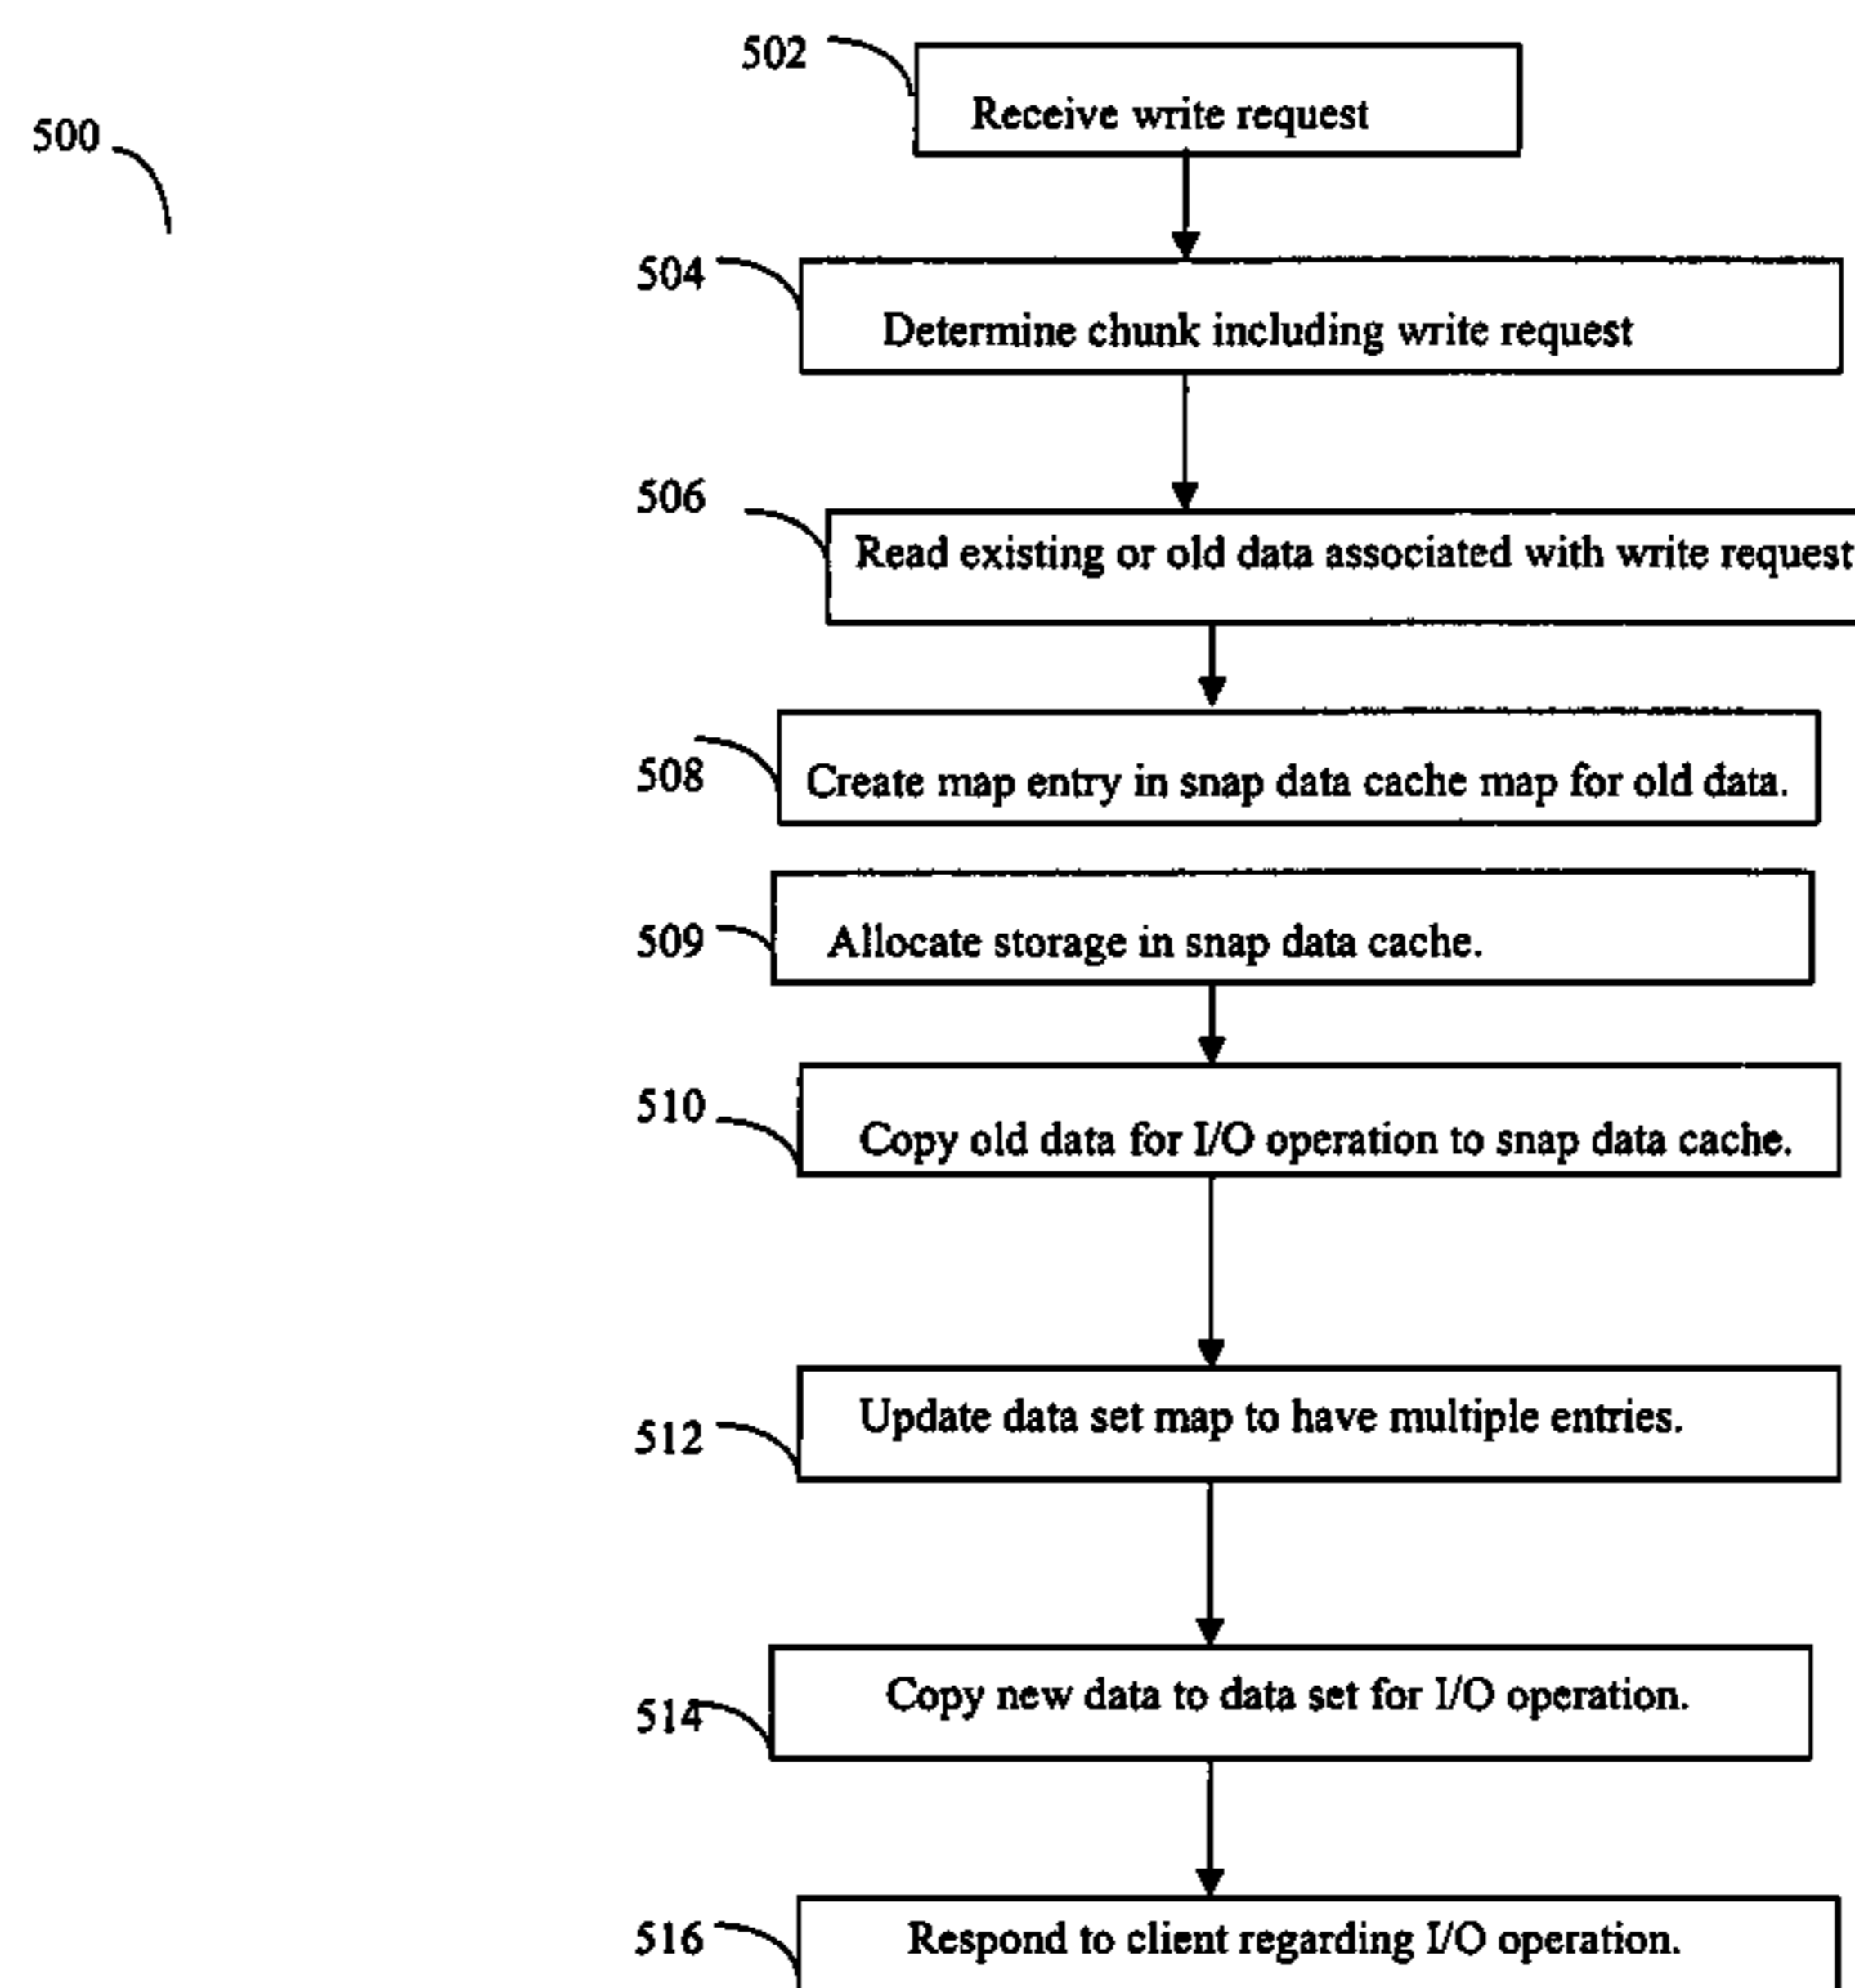 502
Receive write request
500
504
Determine chunk including write request
506
Read existing or old data associated with write request
508
Create map entry in snap data cache map for old data.
509
Allocate storage in snap data cache.
510
Copy old data for I/O operation to snap data cache.
512
Update data set map to have multiple entries.
514
Copy new data to data set for I/O operation.
516
Respond to client regarding I/O operation.